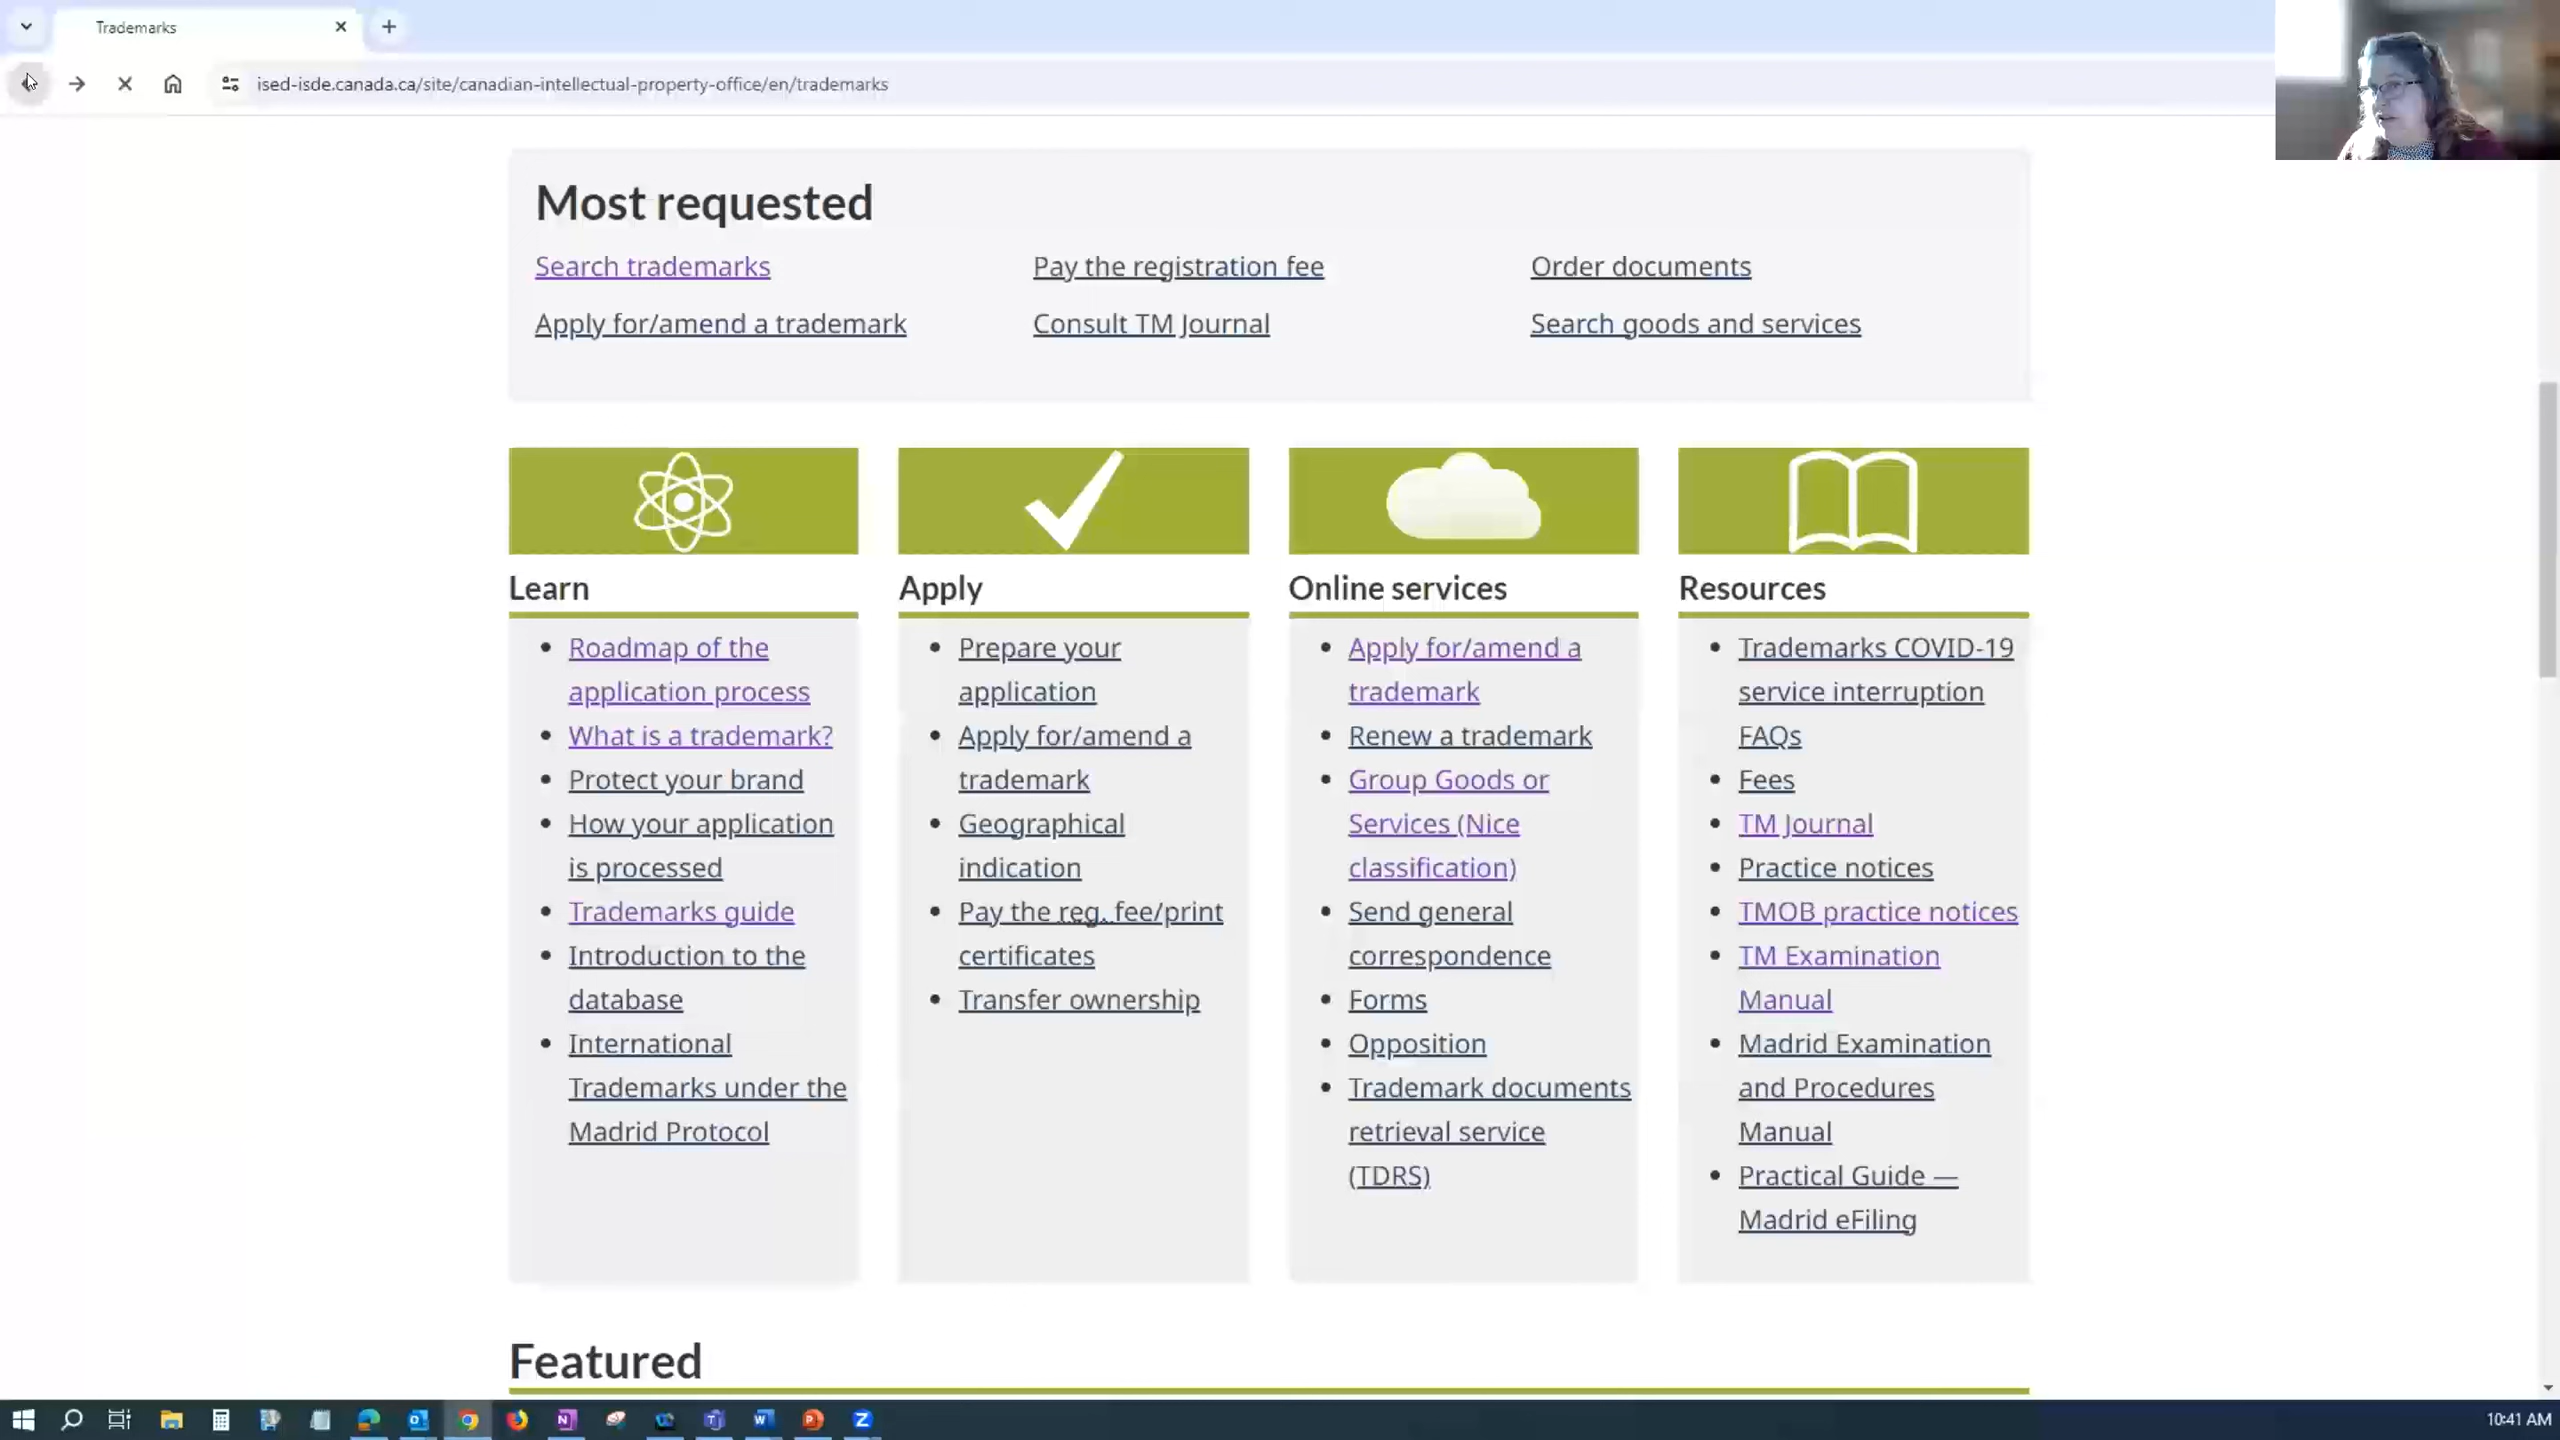 Trademarks
ised-isde.canada.ca/site/canadian-intellectual-property-office/en/trademarks
Most requested
Search trademarks
Pay the registration fee
Order documents
Apply for/amend a trademark
Consult TM Journal
Search goods and services
Learn
Roadmap of the
application process
What is a trademark?
Protect your brand
How your application
is processed
Trademarks guide
Introduction to the
database
International
Trademarks under the
Madrid Protocol
Apply
Prepare your
application
Apply for/amend a
trademark
Geographical
indication
Pay the reg. fee/print
certificates
Transfer ownership
Online services
Apply for/amend a
trademark
Renew a trademark
Group Goods or
Services (Nice
classification)
Send general
correspondence
Forms
Opposition
Trademark documents
retrieval service
(TDRS)
Resources
Trademarks COVID-19
service interruption
FAQs
Fees
TM Journal
Practice notices
TMOB practice notices
TM Examination
Manual
Madrid Examination
and Procedures
Manual
Practical Guide —
Madrid eFiling
Featured
10:41 AM